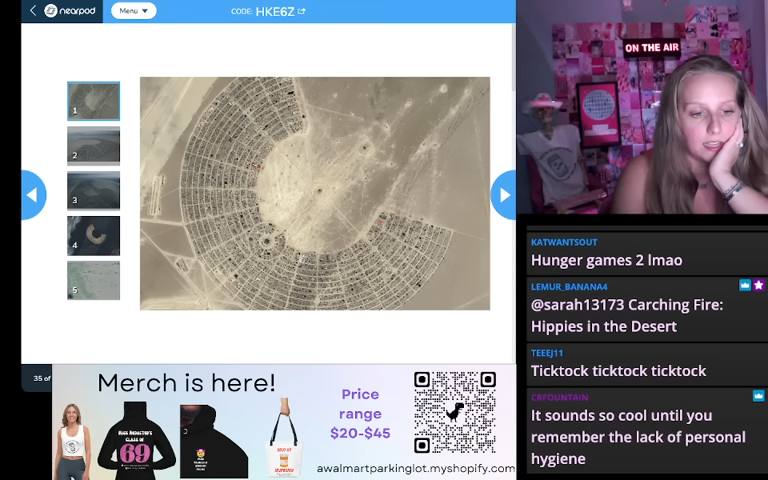 nearpod
Menu
CODE: HKE6Z
1
2
3
4
5
35 of
ON THE AIR
KATWANTSOUT
Hunger games 2 lmao
LEMUR_BANANA4
@sarah13173 Carching Fire:
Hippies in the Desert
TEEEJ11
Ticktock ticktock ticktock
CRFOUNTAIN
It sounds so cool until you
remember the lack of personal
hygiene
Merch is here!
CLASS OF
69
Price
range
$20-$45
awalmartparkinglot.myshopify.com